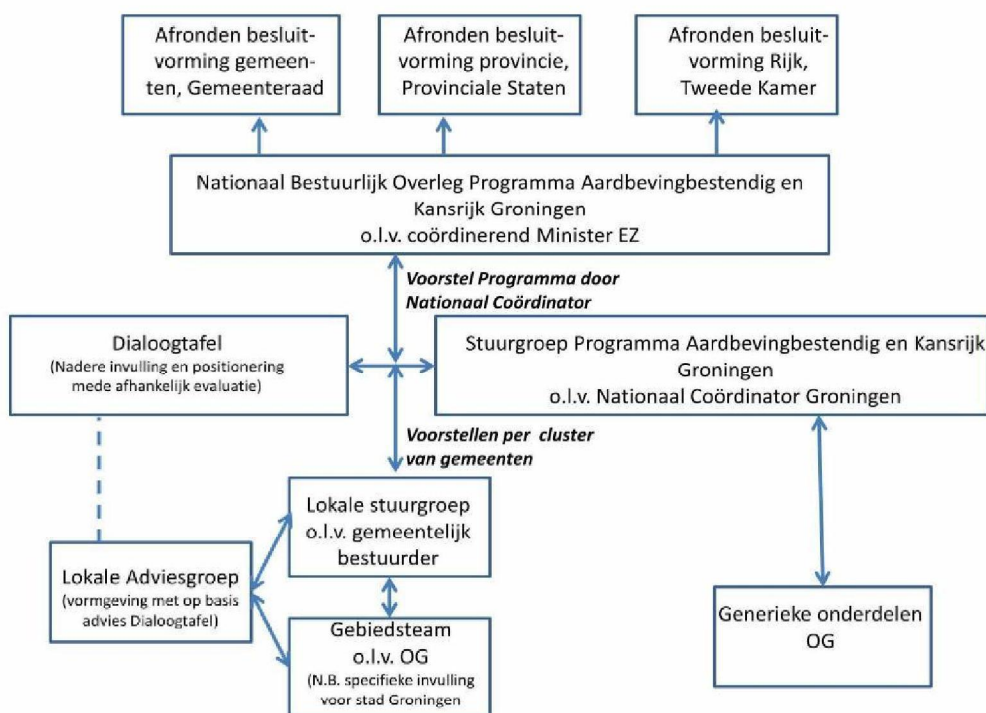 Afronden besluit-
vorming gemeen-
ten, Gemeenteraad
Afronden besluit-
vorming provincie,
Provinciale Staten
Afronden besluit-
vorming Rijk,
Tweede Kamer
Nationaal Bestuurlijk Overleg Programma Aardbevingbestendig en
Kansrijk Groningen
o.l.v. coördinerend Minister EZ
Voorstel Programma door
Nationaal Coördinator
Dialoogtafel
(Nadere invulling en positionering
mede afhankelijk evaluatie)
Stuurgroep Programma Aardbevingbestendig en Kansrijk
Groningen
o.l.v. Nationaal Coördinator Groningen
Voorstellen per cluster
van gemeenten
Lokale stuurgroep
o.l.v. gemeentelijk
bestuurder
Lokale Adviesgroep
(vormgeving met op basis
advies Dialoogtafel)
Gebiedsteam
o.l.v. OG
(N.B. specifieke invulling
voor stad Groningen
Generieke onderdelen
OG